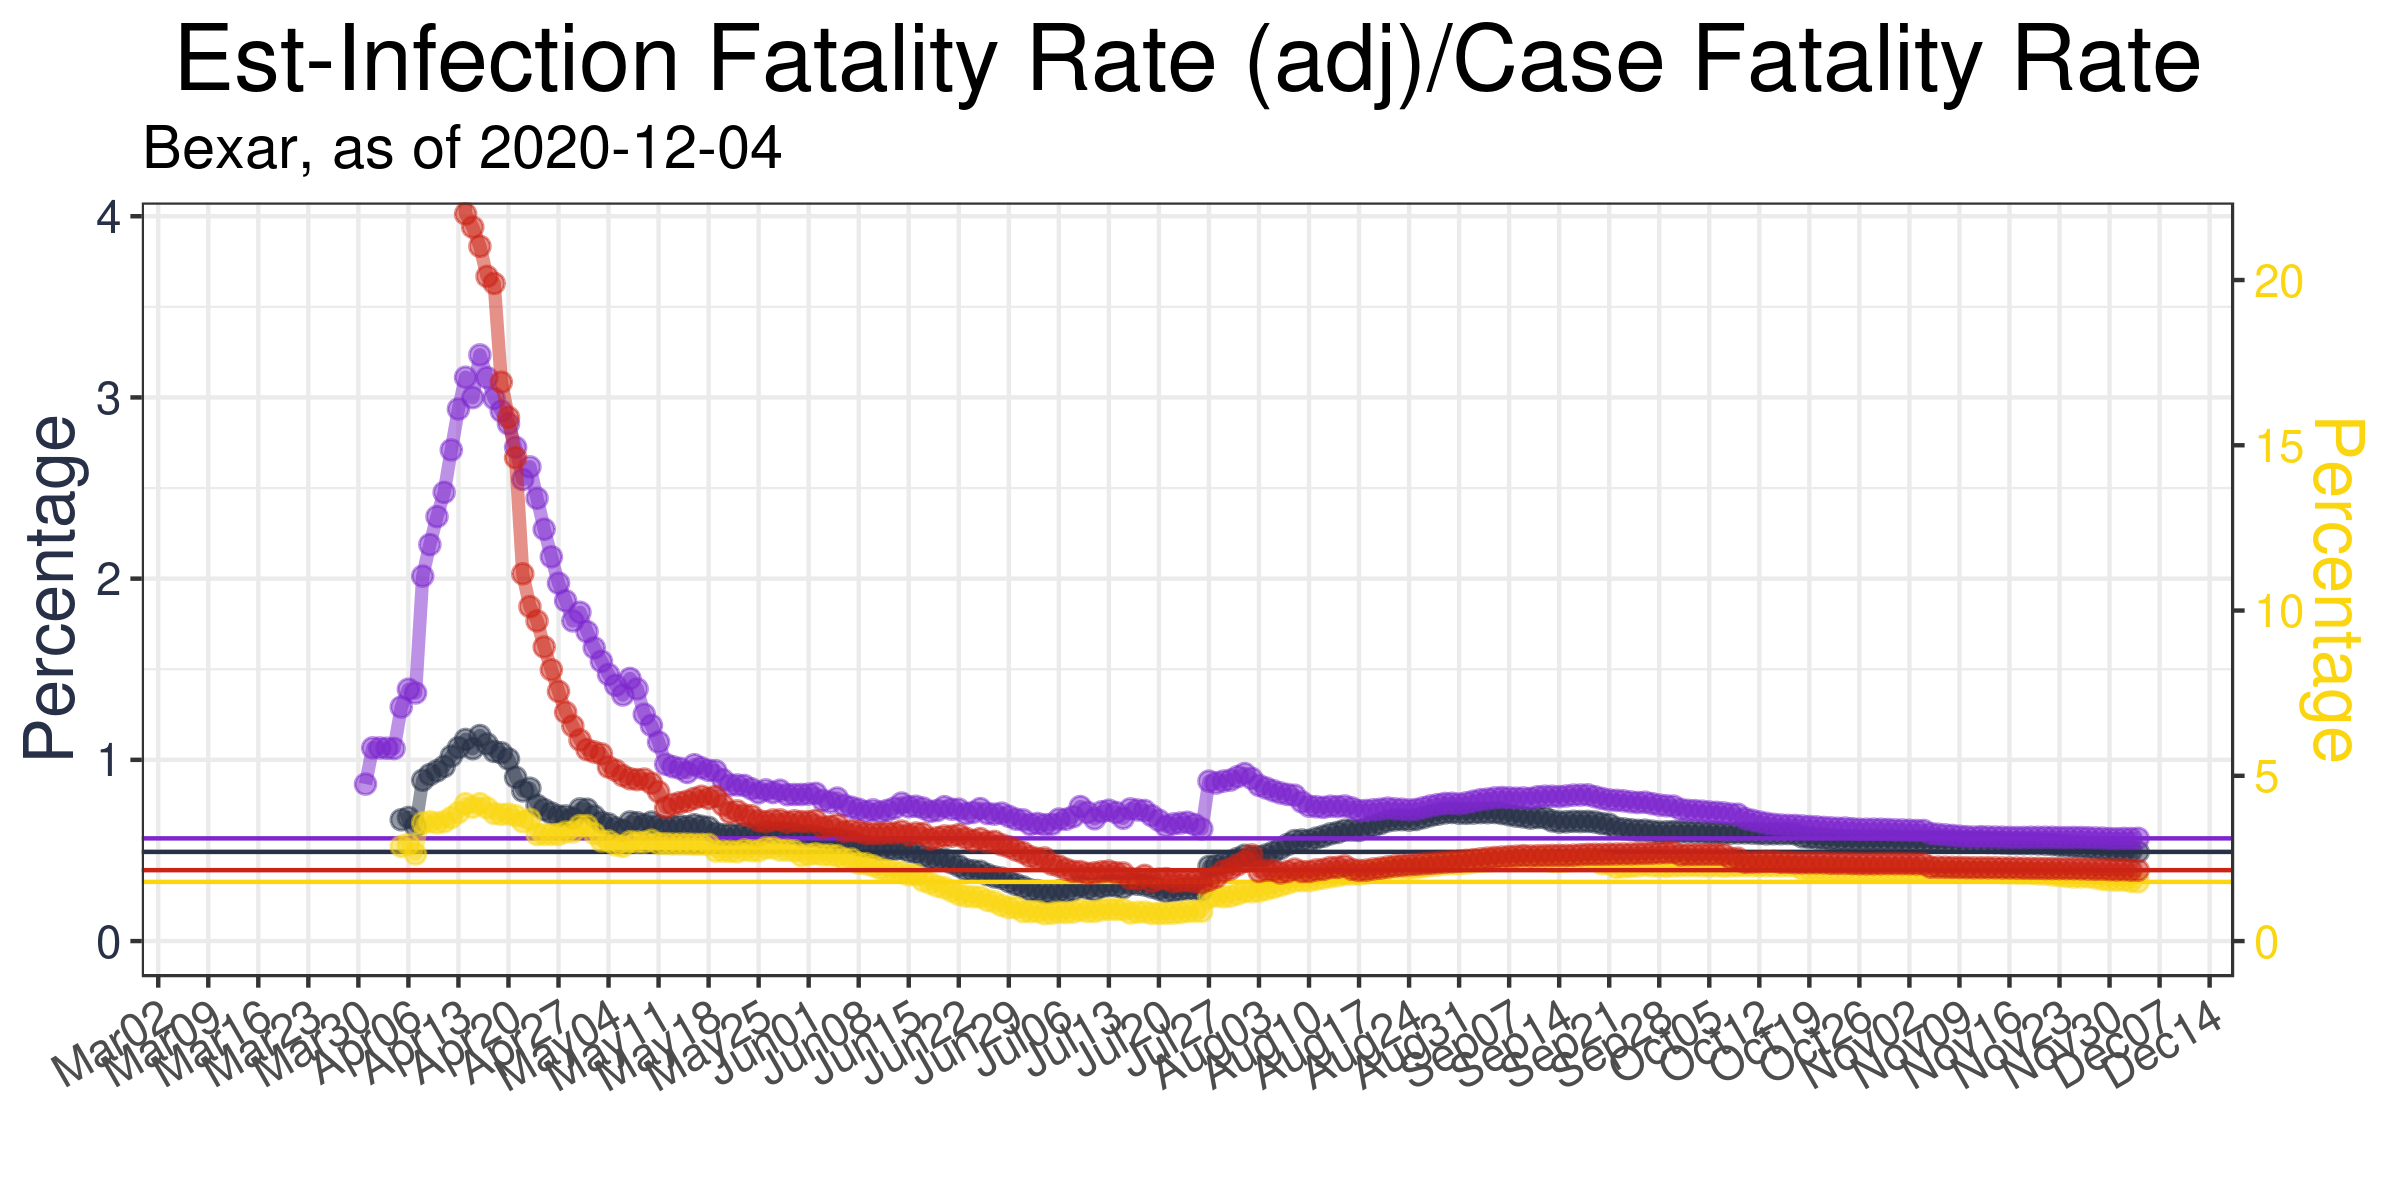 Est-Infection Fatality Rate (adj)/Case Fatality Rate
Bexar, as of 2020-12-04
Percentage
4
3
2
1
0
20
15
10
5
0
Percentage
Mar02
Mar09
Mar16
Mar23
Mar30
Apr06
Apr13
Apr20
Apr27
May04
May11
May18
May25
Jun01
Jun08
Jun15
Jun22
Jun29
Jul06
Jul13
Jul20
Jul27
Aug03
Aug10
Aug17
Aug24
Aug31
Sep07
Sep14
Sep21
Sep28
Oct05
Oct12
Oct19
Oct26
Nov02
Nov09
Nov16
Nov23
Nov30
Dec07
Dec14